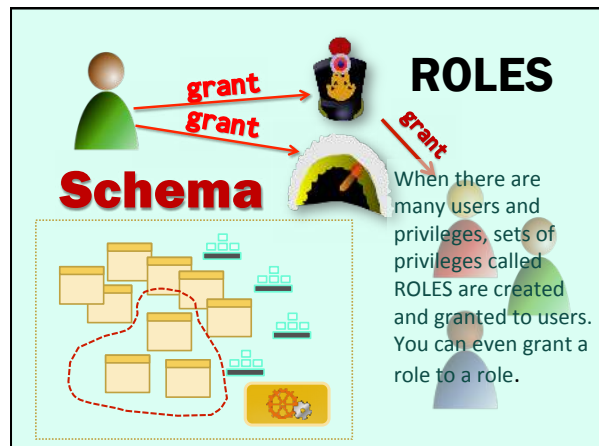 ROLES
grant
grant
grant
Schema
When there are
many users and
privileges, sets of
privileges called
ROLES are created
and granted to users.
You can even grant a
role to a role.